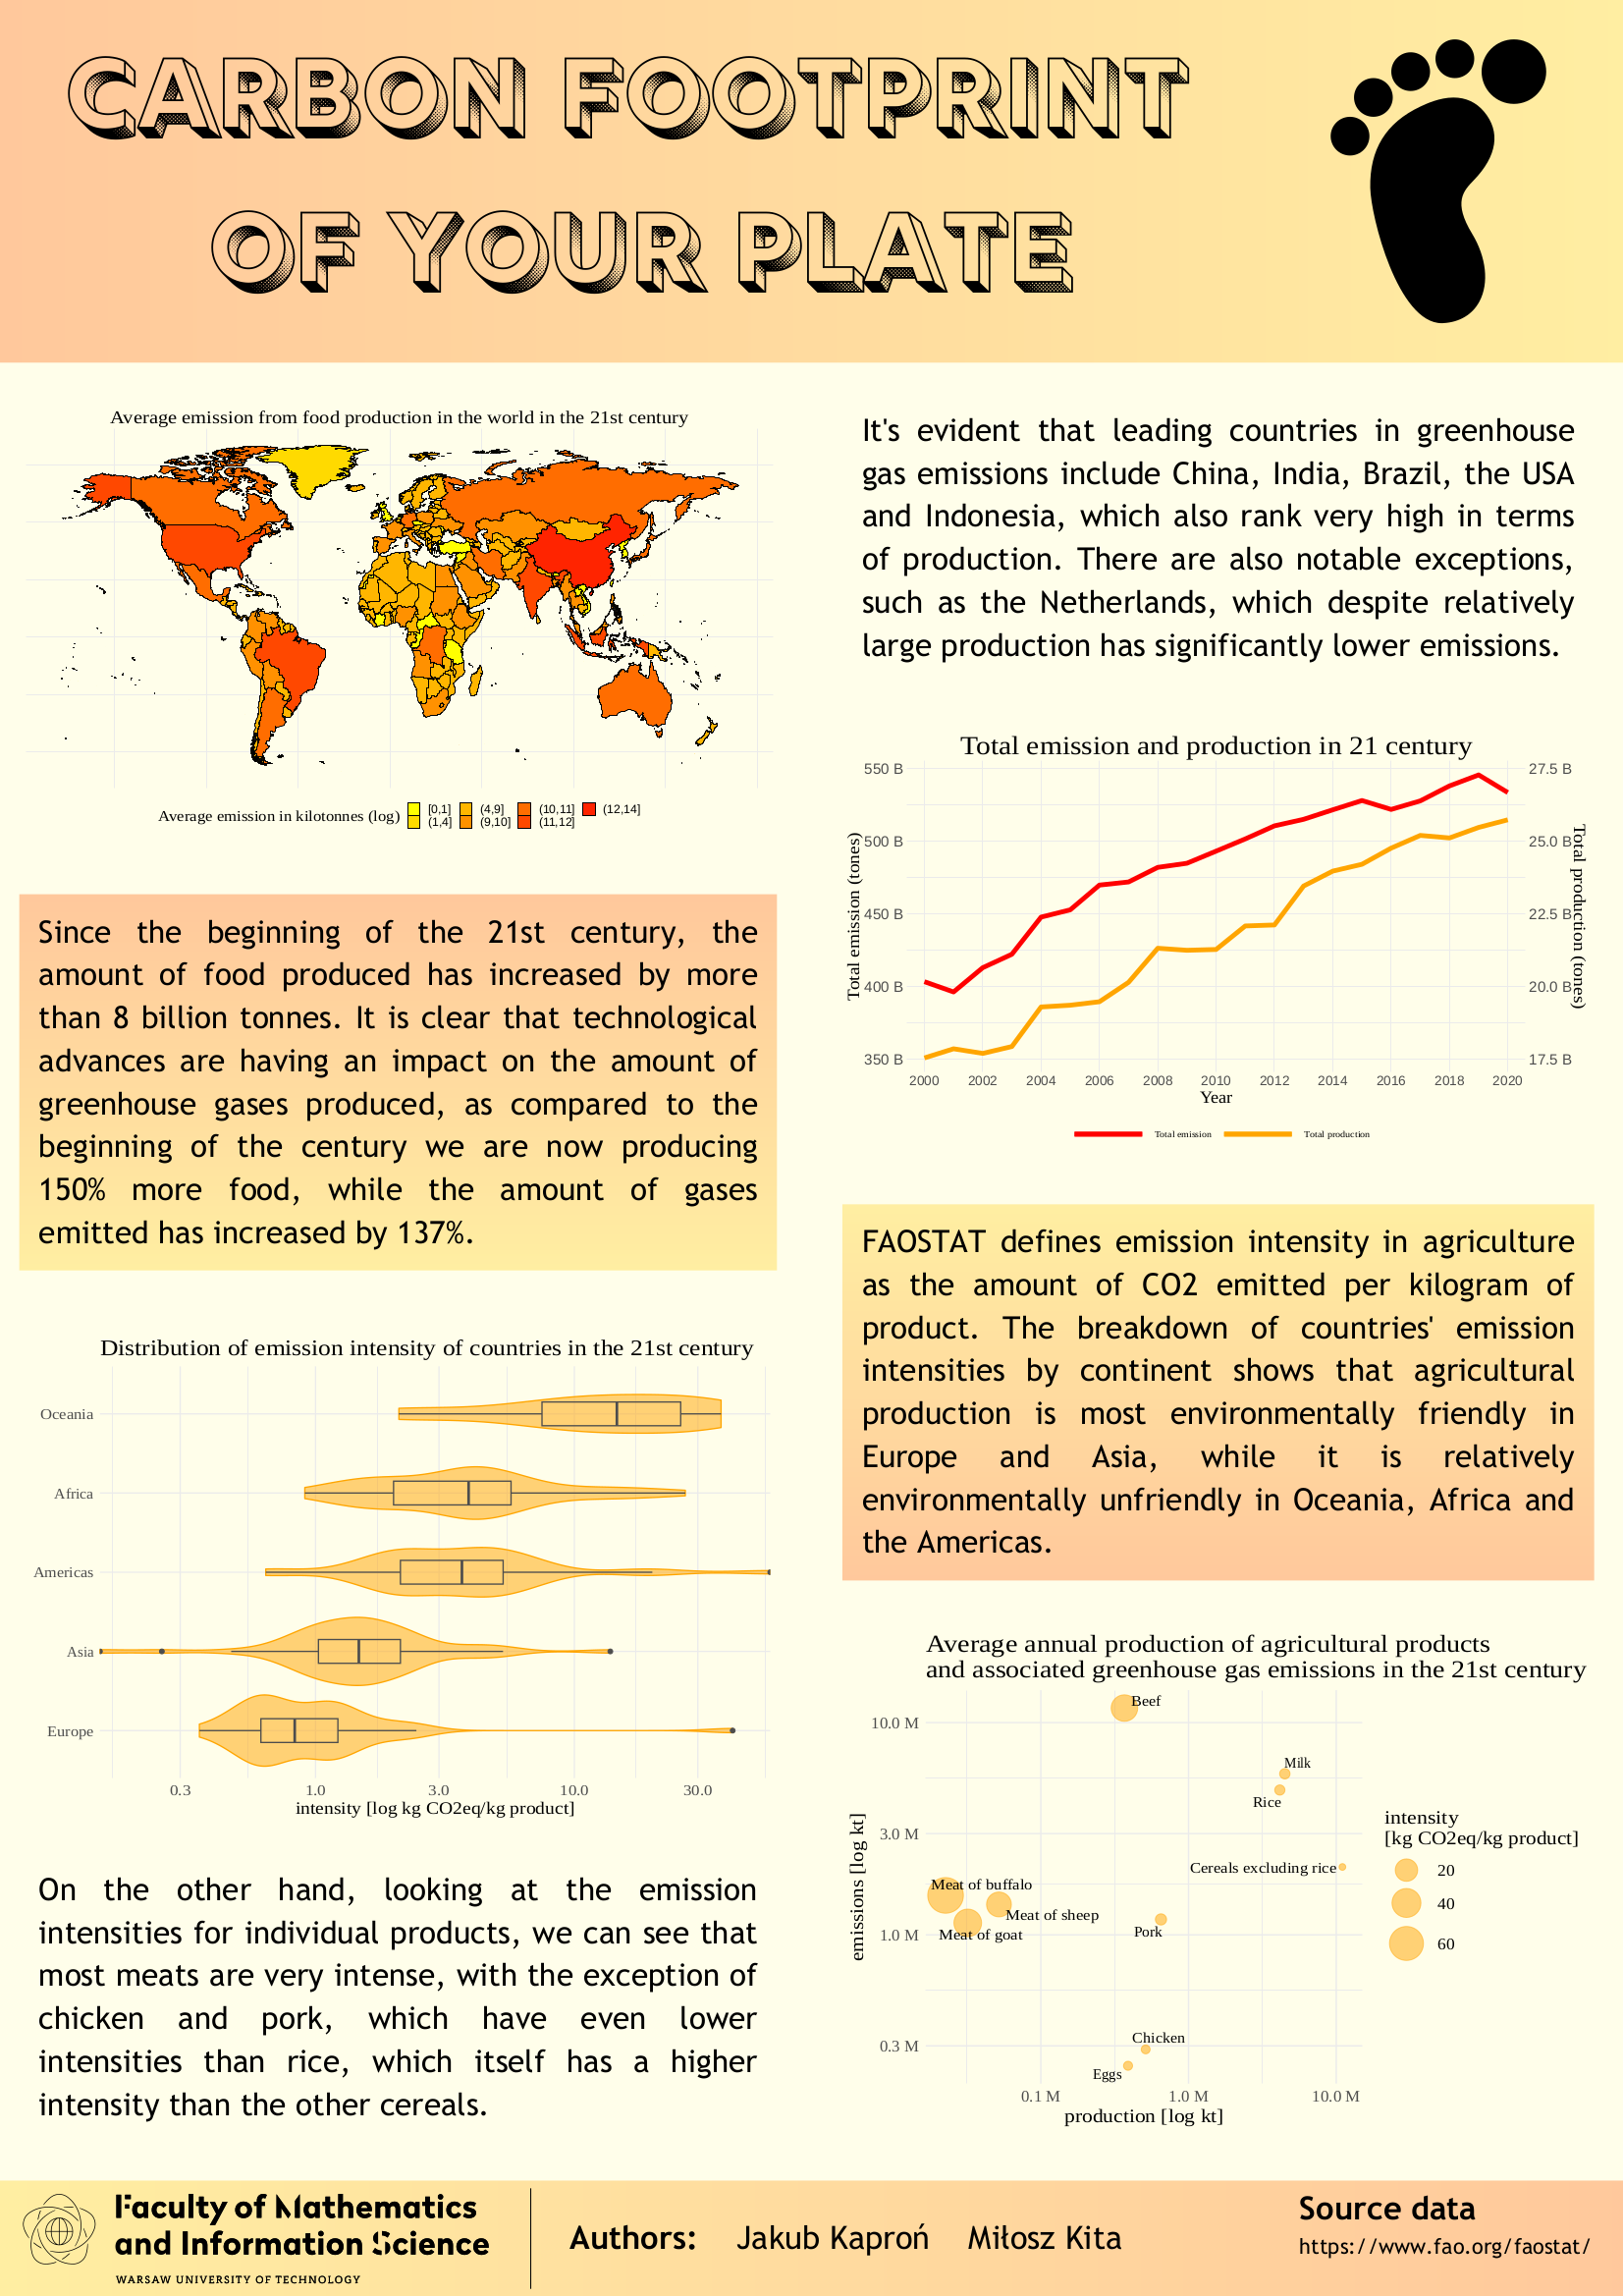 CARBON FOOTPRINT
OF YOUR PLATE
Average emission from food production in the world in the 21st century
Average emission in kilotonnes (log)
[0,1]
(1,4]
(4,9]
(9,10]
(10,11]
(11,12]
(12,14]
It's evident that leading countries in greenhouse
gas emissions include China, India, Brazil, the USA
and Indonesia, which also rank very high in terms
of production. There are also notable exceptions,
such as the Netherlands, which despite relatively
large production has significantly lower emissions.
Total emission and production in 21 century
Total emission (tones)
550 B
500 B
450 B
400 B
350 B
27.5 B
25.0 B
22.5 B
20.0 B
17.5 B
Total production (tones)
2000 2002 2004 2006 2008 2010 2012 2014 2016 2018 2020
Year
Total emission
Total production
Since the beginning of the 21st century, the
amount of food produced has increased by more
than 8 billion tonnes. It is clear that technological
advances are having an impact on the amount of
greenhouse gases produced, as compared to the
beginning of the century we are now producing
150% more food, while the amount of gases
emitted has increased by 137%.
FAOSTAT defines emission intensity in agriculture
as the amount of CO2 emitted per kilogram of
product. The breakdown of countries' emission
intensities by continent shows that agricultural
production is most environmentally friendly in
Europe and Asia, while it is relatively
environmentally unfriendly in Oceania, Africa and
the Americas.
Distribution of emission intensity of countries in the 21st century
Oceania
Africa
Americas
Asia
Europe
0.3 1.0 3.0 10.0 30.0
intensity [log kg CO2eq/kg product]
Average annual production of agricultural products
and associated greenhouse gas emissions in the 21st century
emissions [log kt]
10.0 M
3.0 M
1.0 M
0.3 M
Beef
Milk
Rice
Cereals excluding rice
Meat of buffalo
Meat of sheep
Meat of goat
Pork
Chicken
Eggs
0.1 M 1.0 M 10.0 M
production [log kt]
intensity
[kg CO2eq/kg product]
20
40
60
On the other hand, looking at the emission
intensities for individual products, we can see that
most meats are very intense, with the exception of
chicken and pork, which have even lower
intensities than rice, which itself has a higher
intensity than the other cereals.
Faculty of Mathematics
and Information Science
WARSAW UNIVERSITY OF TECHNOLOGY
Authors: Jakub Kaproń Miłosz Kita
Source data
https://www.fao.org/faostat/